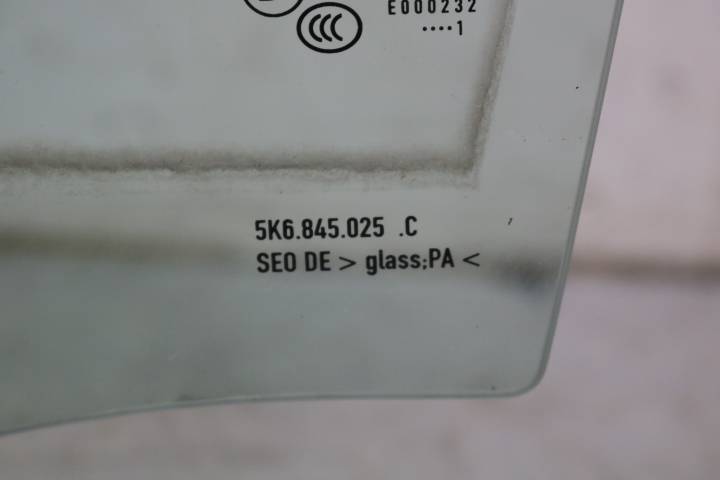 E000232
····1
5K6.845.025 .C
SEO DE > glass;PA <